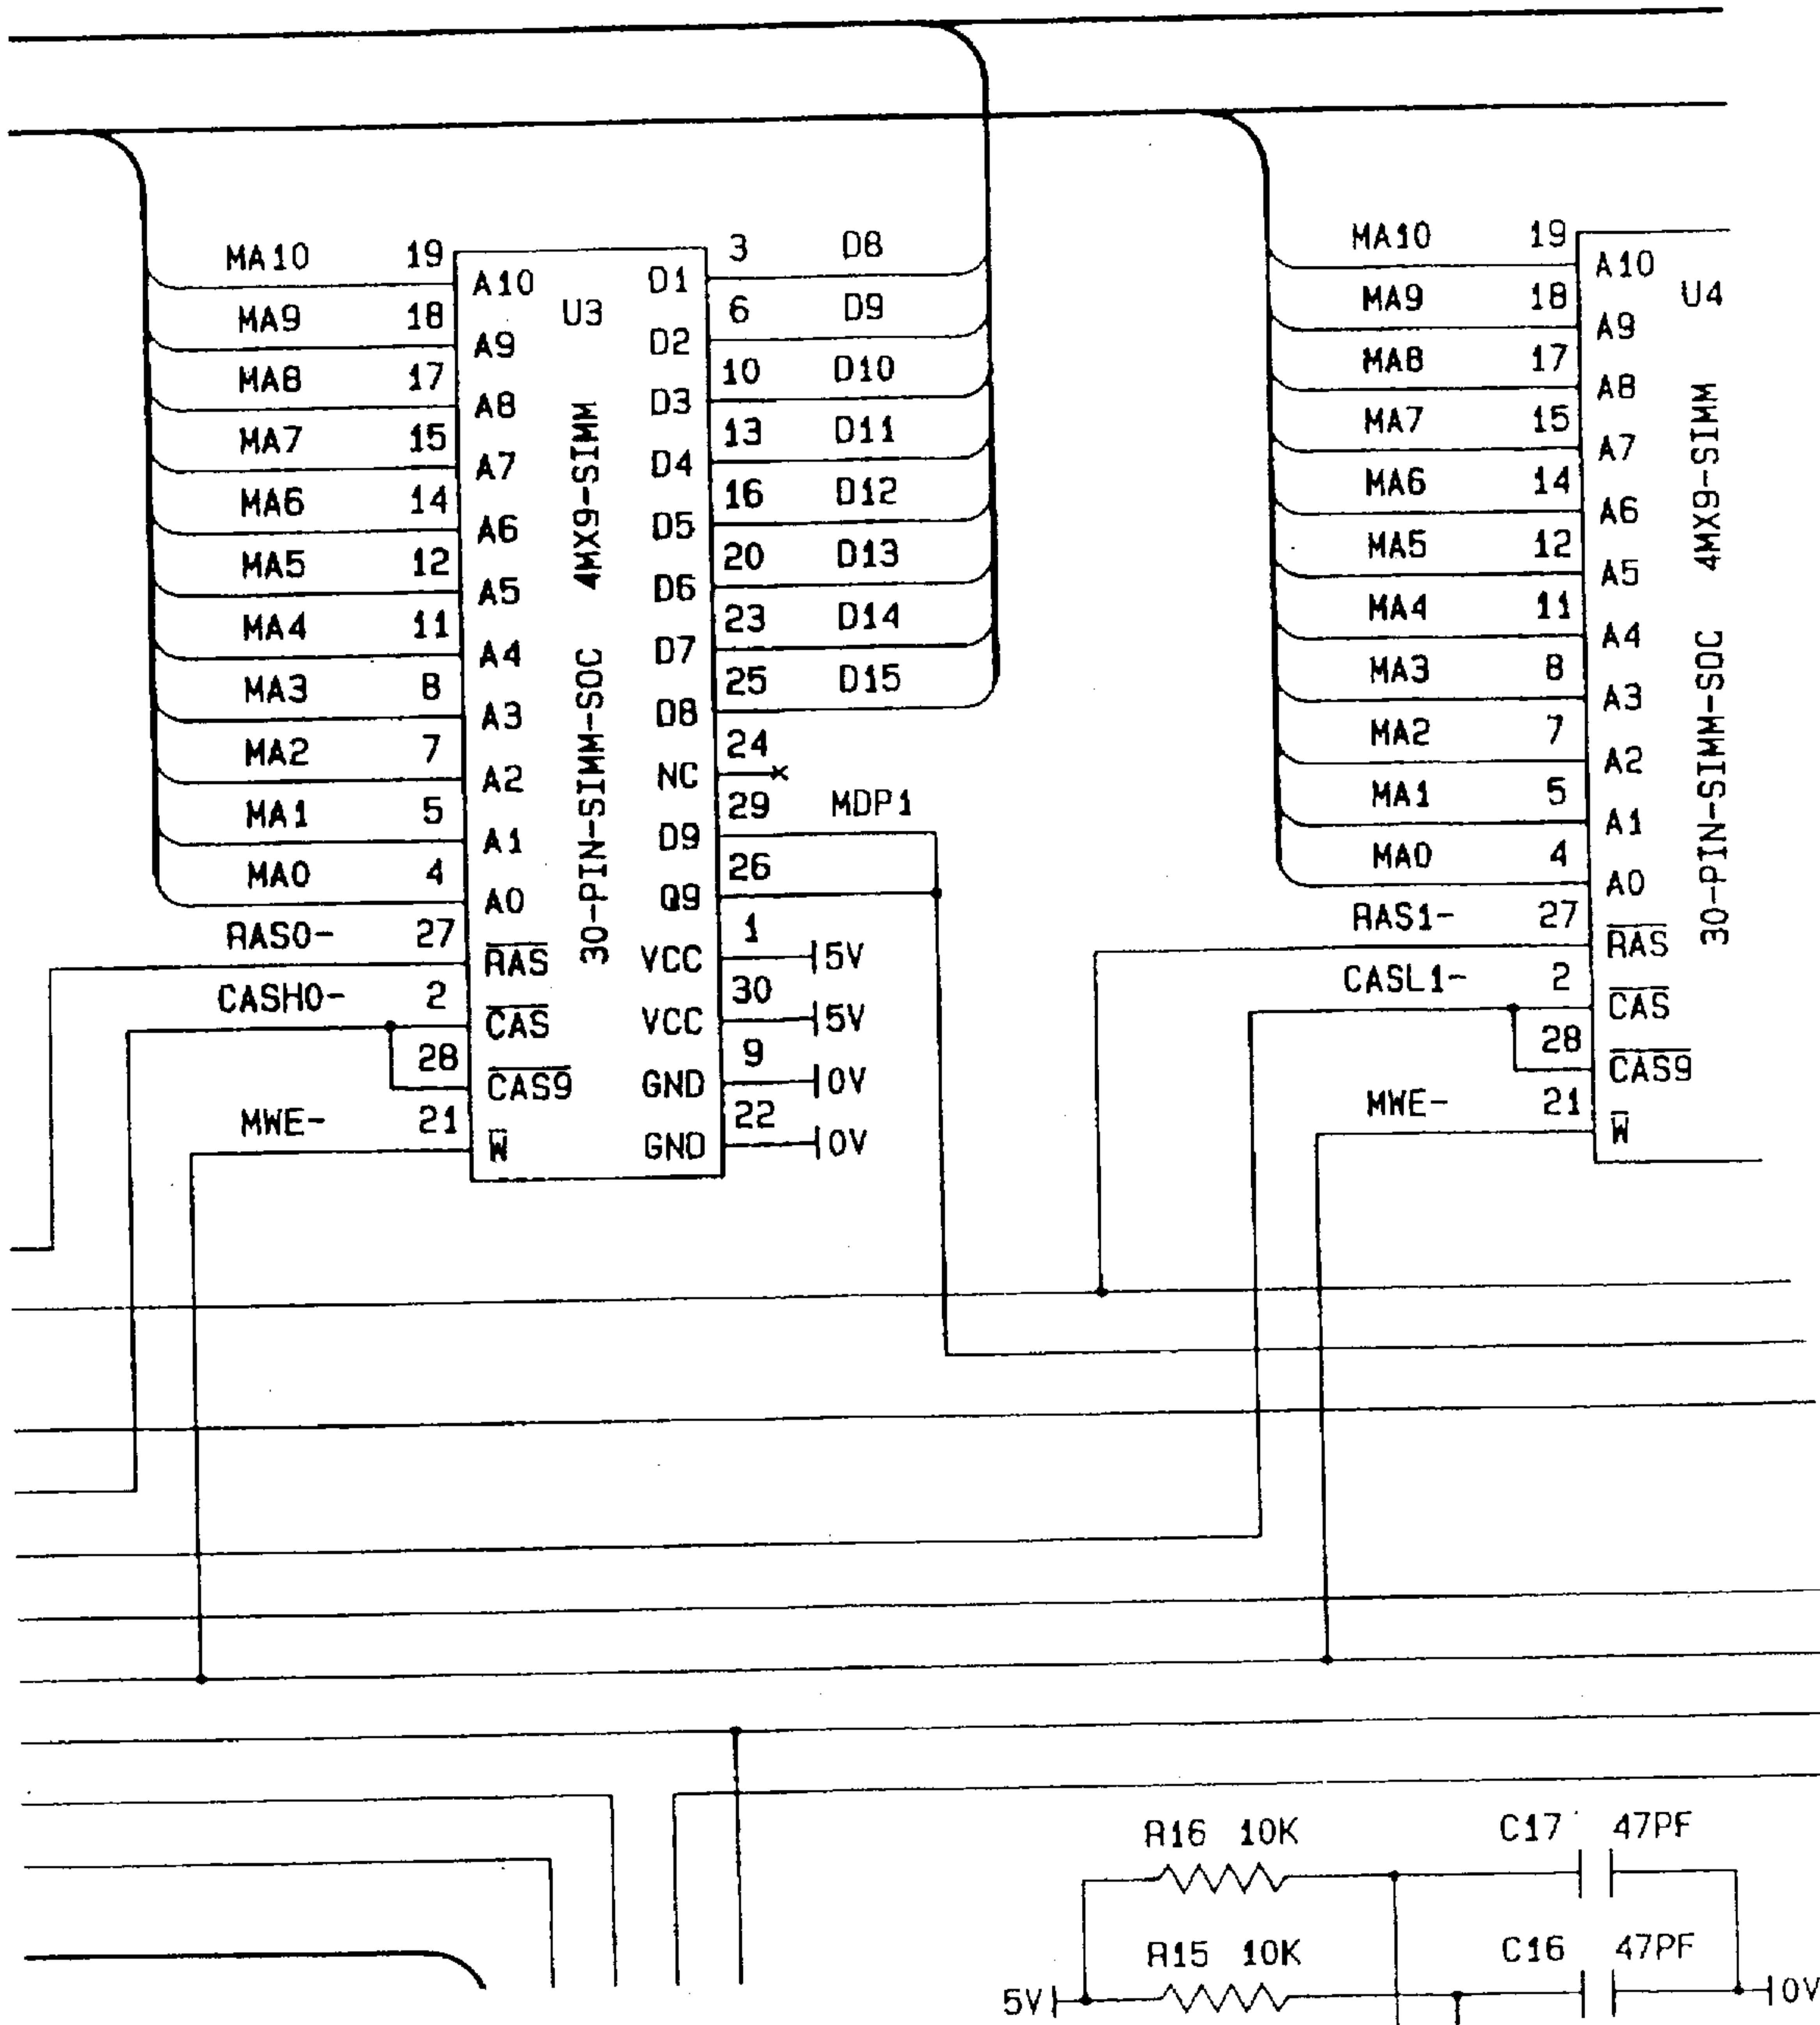 MA10 19 A10
MA9 18 A9
MA8 17 A8
MA7 15 A7
MA6 14 A6
MA5 12 A5
MA4 11 A4
MA3 8 A3
MA2 7 A2
MA1 5 A1
MA0 4 A0
RAS0- 27 RAS
CASH0- 2 CAS
28 CAS9
MWE- 21 W
U3
30-PIN-SIMM-SOC 4MX9-SIMM
D1 3 D8
D2 6 D9
D3 10 D10
D4 13 D11
D5 16 D12
D6 20 D13
D7 23 D14
D8 25 D15
NC 24
D9 29 MDP1
Q9 26
VCC 1 5V
VCC 30 5V
GND 9 0V
GND 22 0V
MA10 19 A10
MA9 18 A9
MA8 17 A8
MA7 15 A7
MA6 14 A6
MA5 12 A5
MA4 11 A4
MA3 8 A3
MA2 7 A2
MA1 5 A1
MA0 4 A0
RAS1- 27 RAS
CASL1- 2 CAS
28 CAS9
MWE- 21 W
U4
30-PIN-SIMM-SOC 4MX9-SIMM
R16 10K C17 47PF
R15 10K C16 47PF
5V 0V